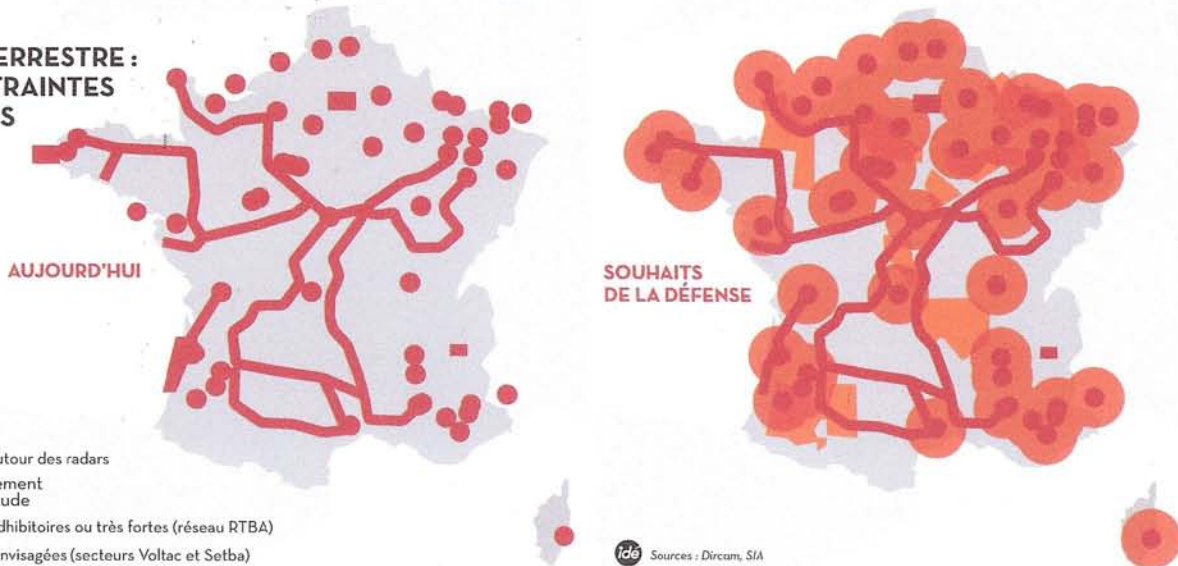 ERRESTRE :
TRAINTES
S
AUJOURD'HUI
SOUHAITS
DE LA DÉFENSE
utour des radars
ement
ude
dhibitoires ou très fortes (réseau RTBA)
nvisagées (secteurs Voltac et Setba)
idé Sources : Dircam, SIA